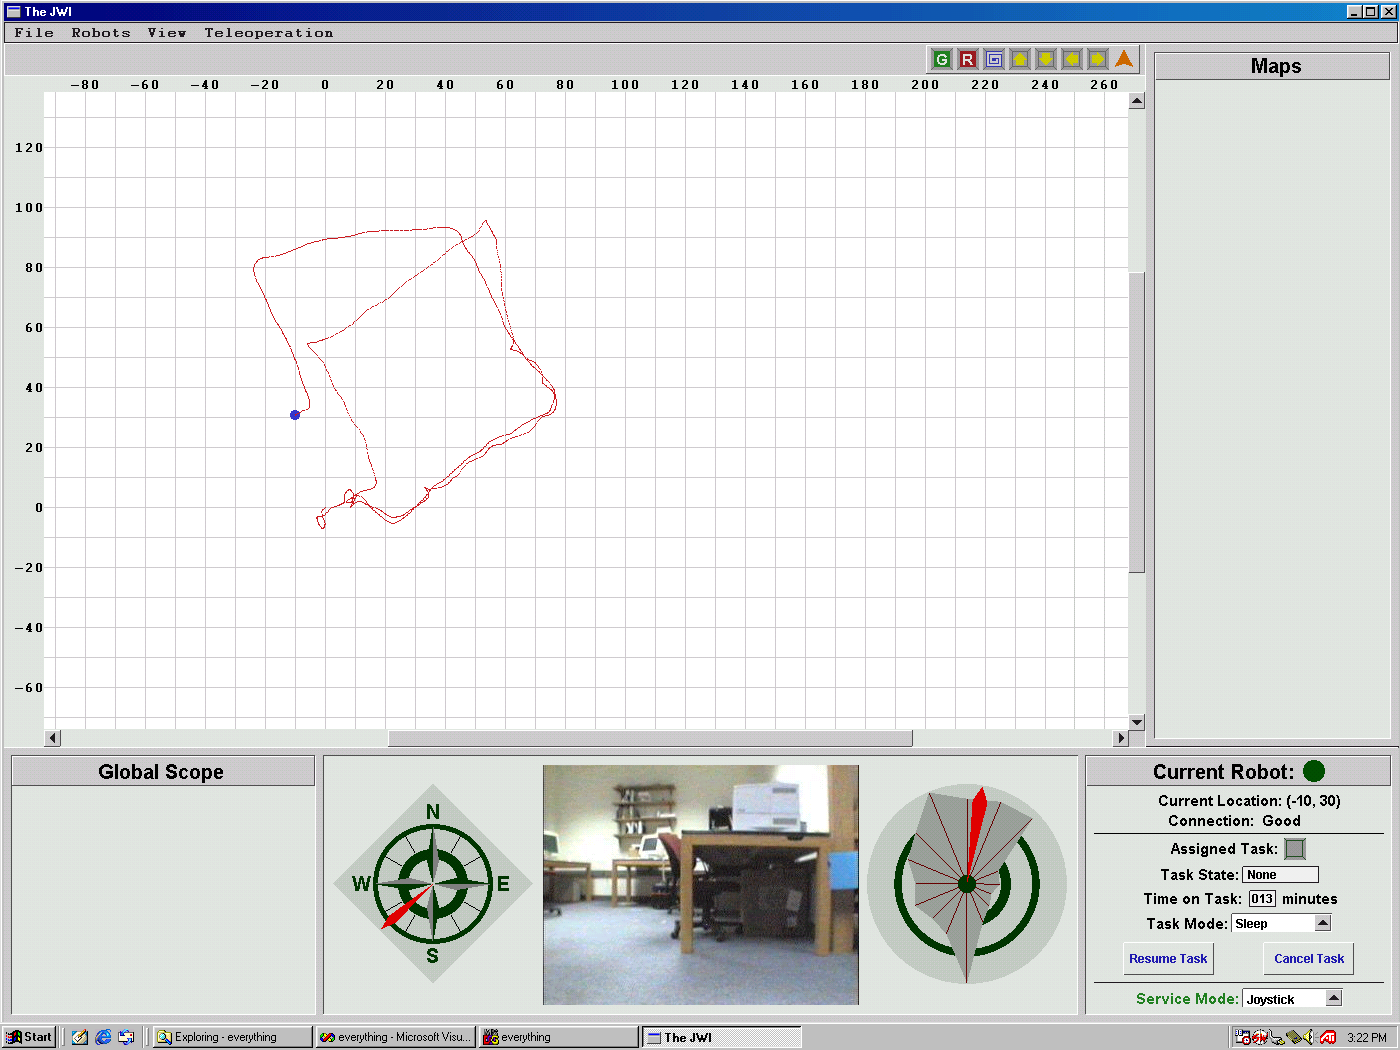 The JWI
File Robots View Teleoperation
G R
Maps
-80 -60 -40 -20 0 20 40 60 80 100 120 140 160 180 200 220 240 260
120
100
80
60
40
20
0
-20
-40
-60
Global Scope
N
W E
S
Current Robot:
Current Location: (-10, 30)
Connection: Good
Assigned Task:
Task State: None
Time on Task: 013 minutes
Task Mode: Sleep
Resume Task Cancel Task
Service Mode: Joystick
Start Exploring - everything everything - Microsoft Visu... everything The JWI 3:22 PM